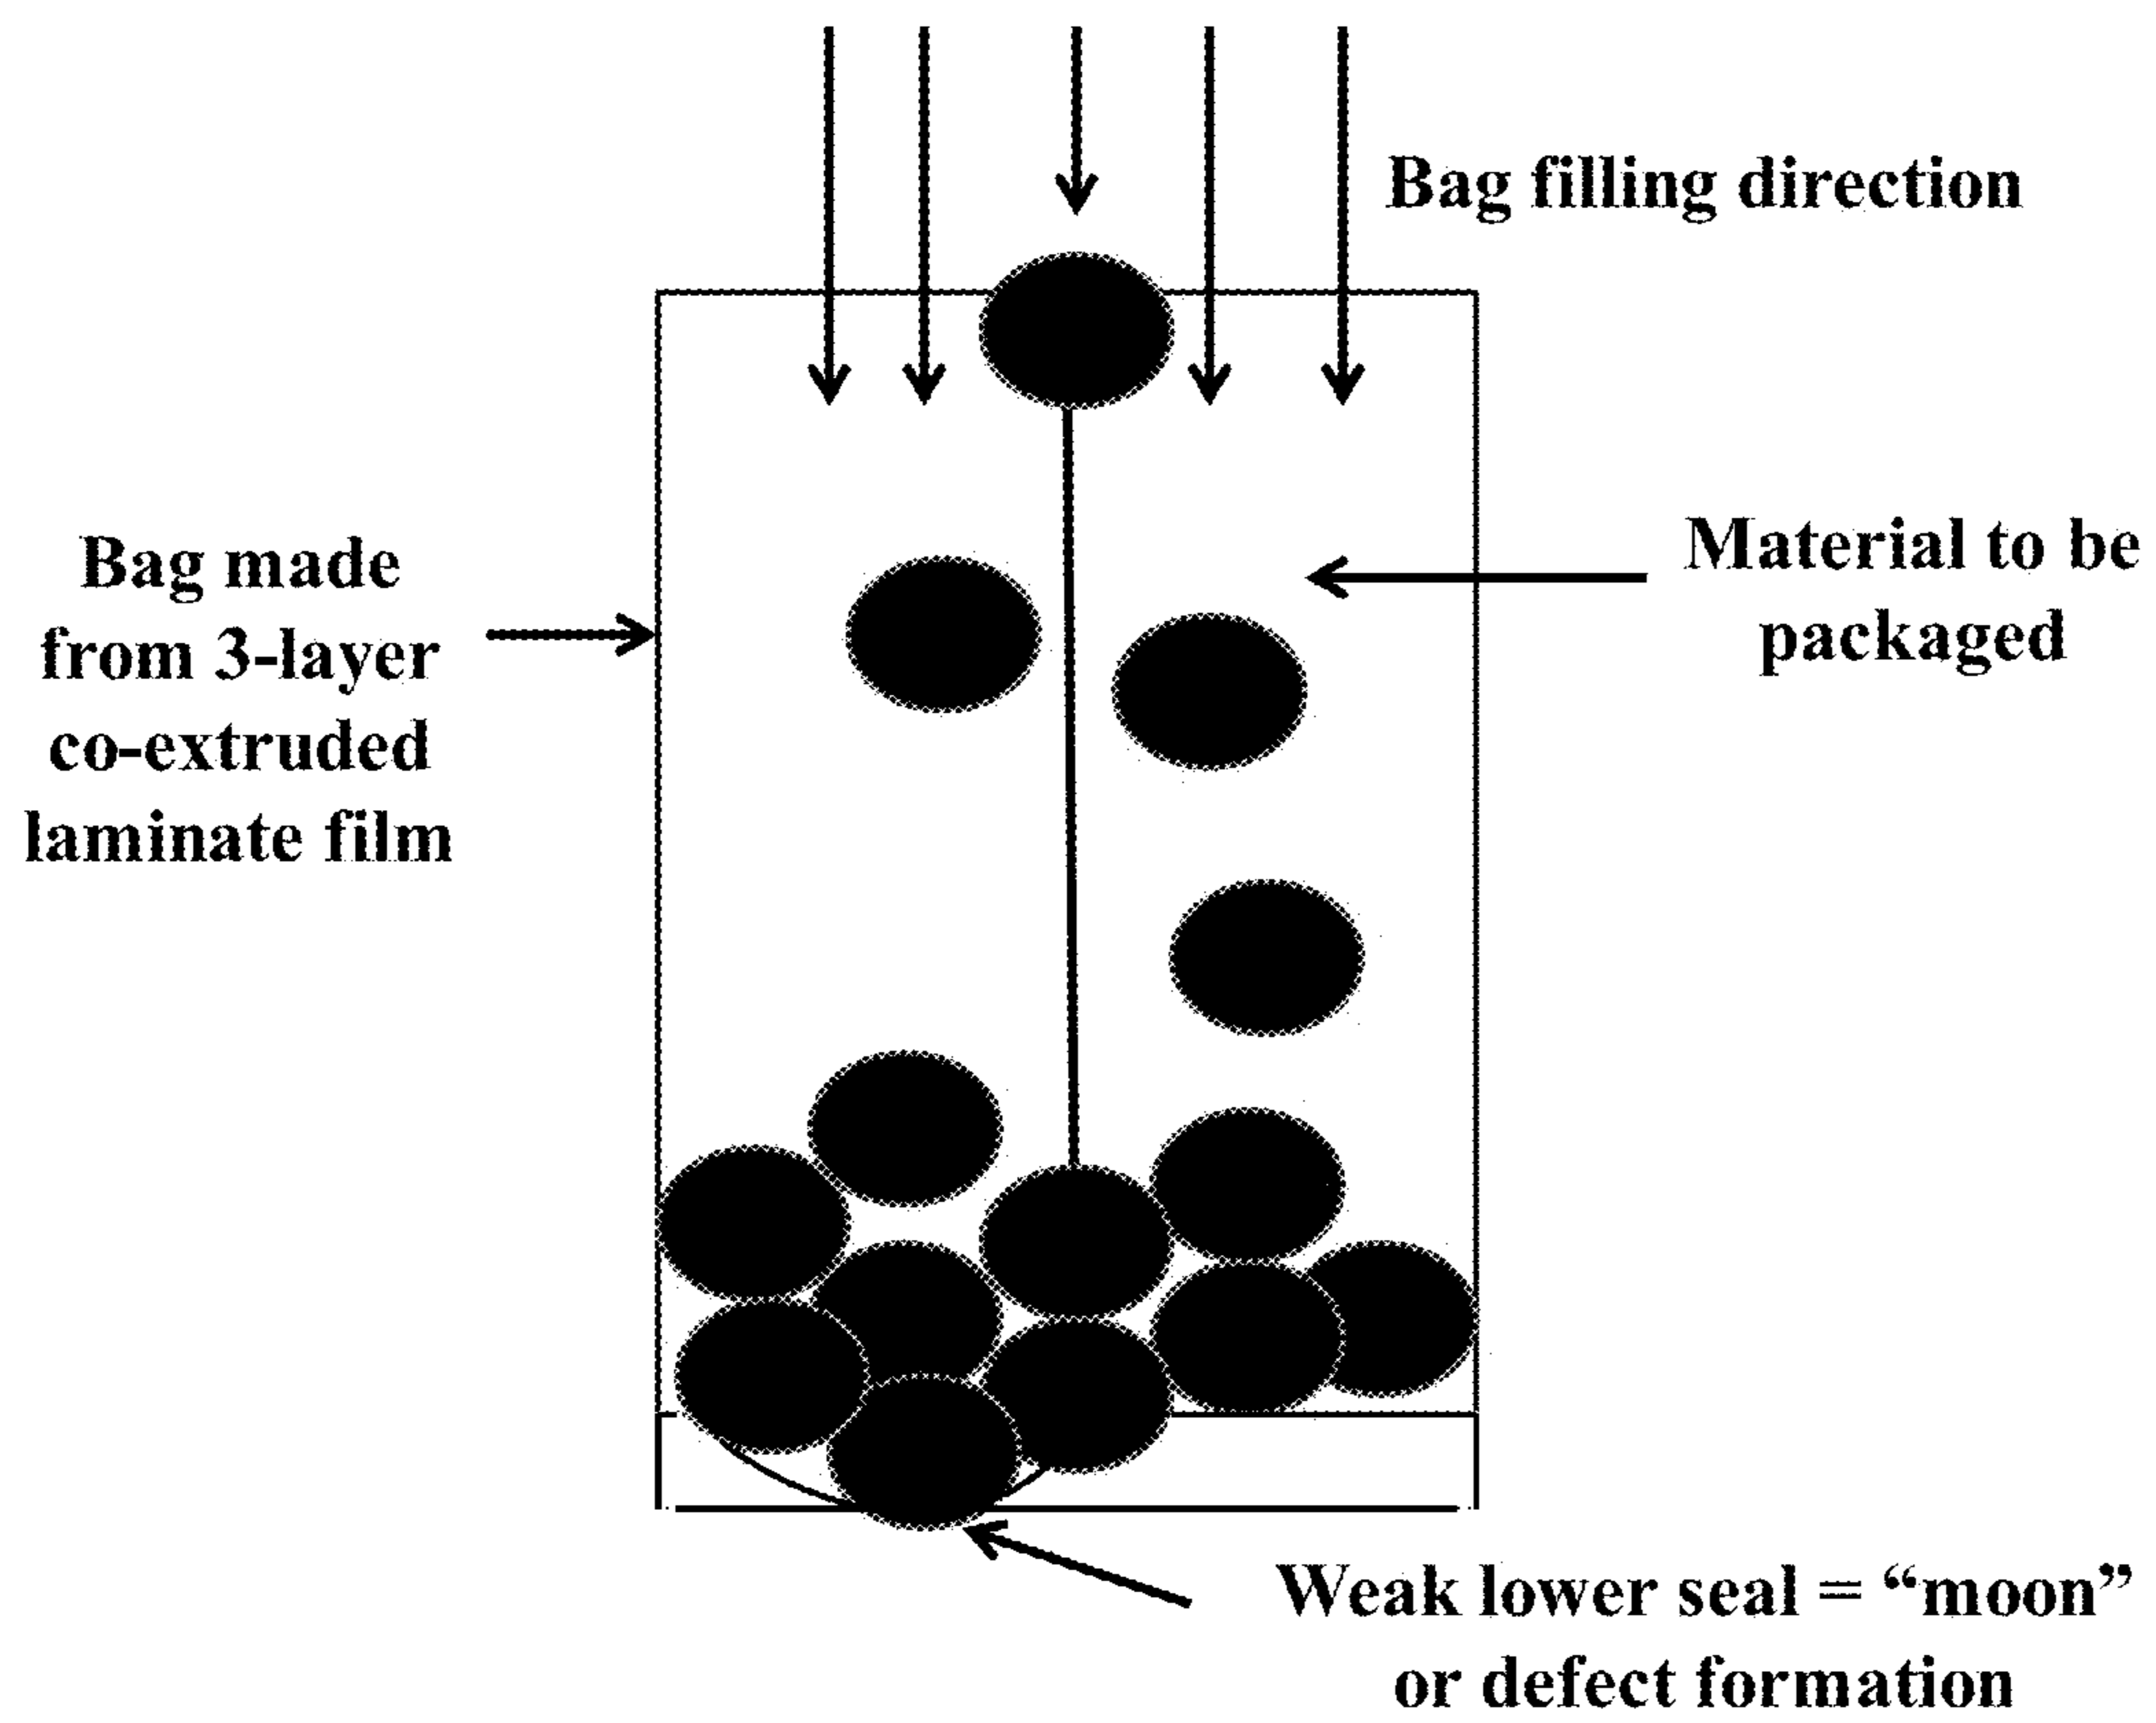 Bag filling direction
Bag made
from 3-layer
co-extruded
laminate film
Material to be
packaged
Weak lower seal = “moon”
or defect formation